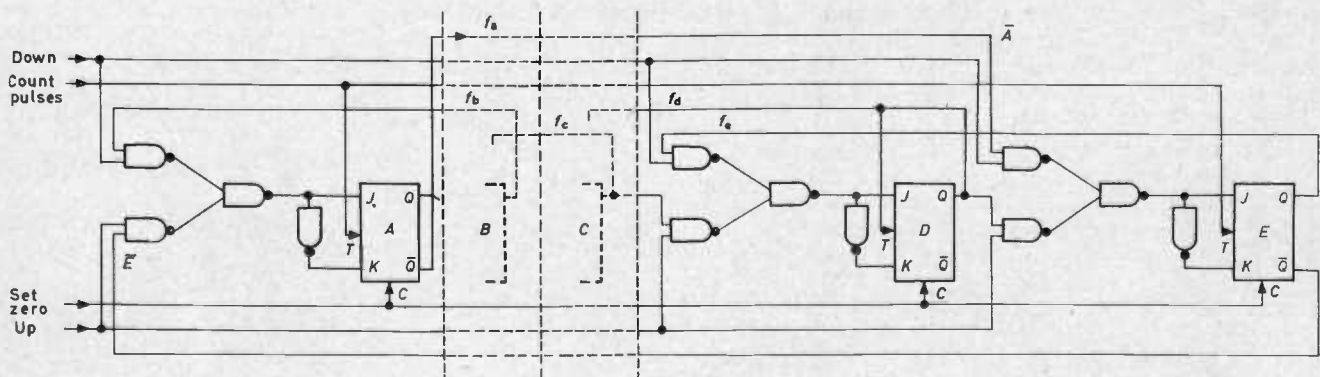 f_a
Ā
Down
Count
pulses
f_b
f_d
f_c
f_e
J
Q
A
T
K
Q̄
C
B
C
J
Q
D
T
K
Q̄
C
J
Q
E
T
K
Q̄
C
Ē
Set
zero
Up